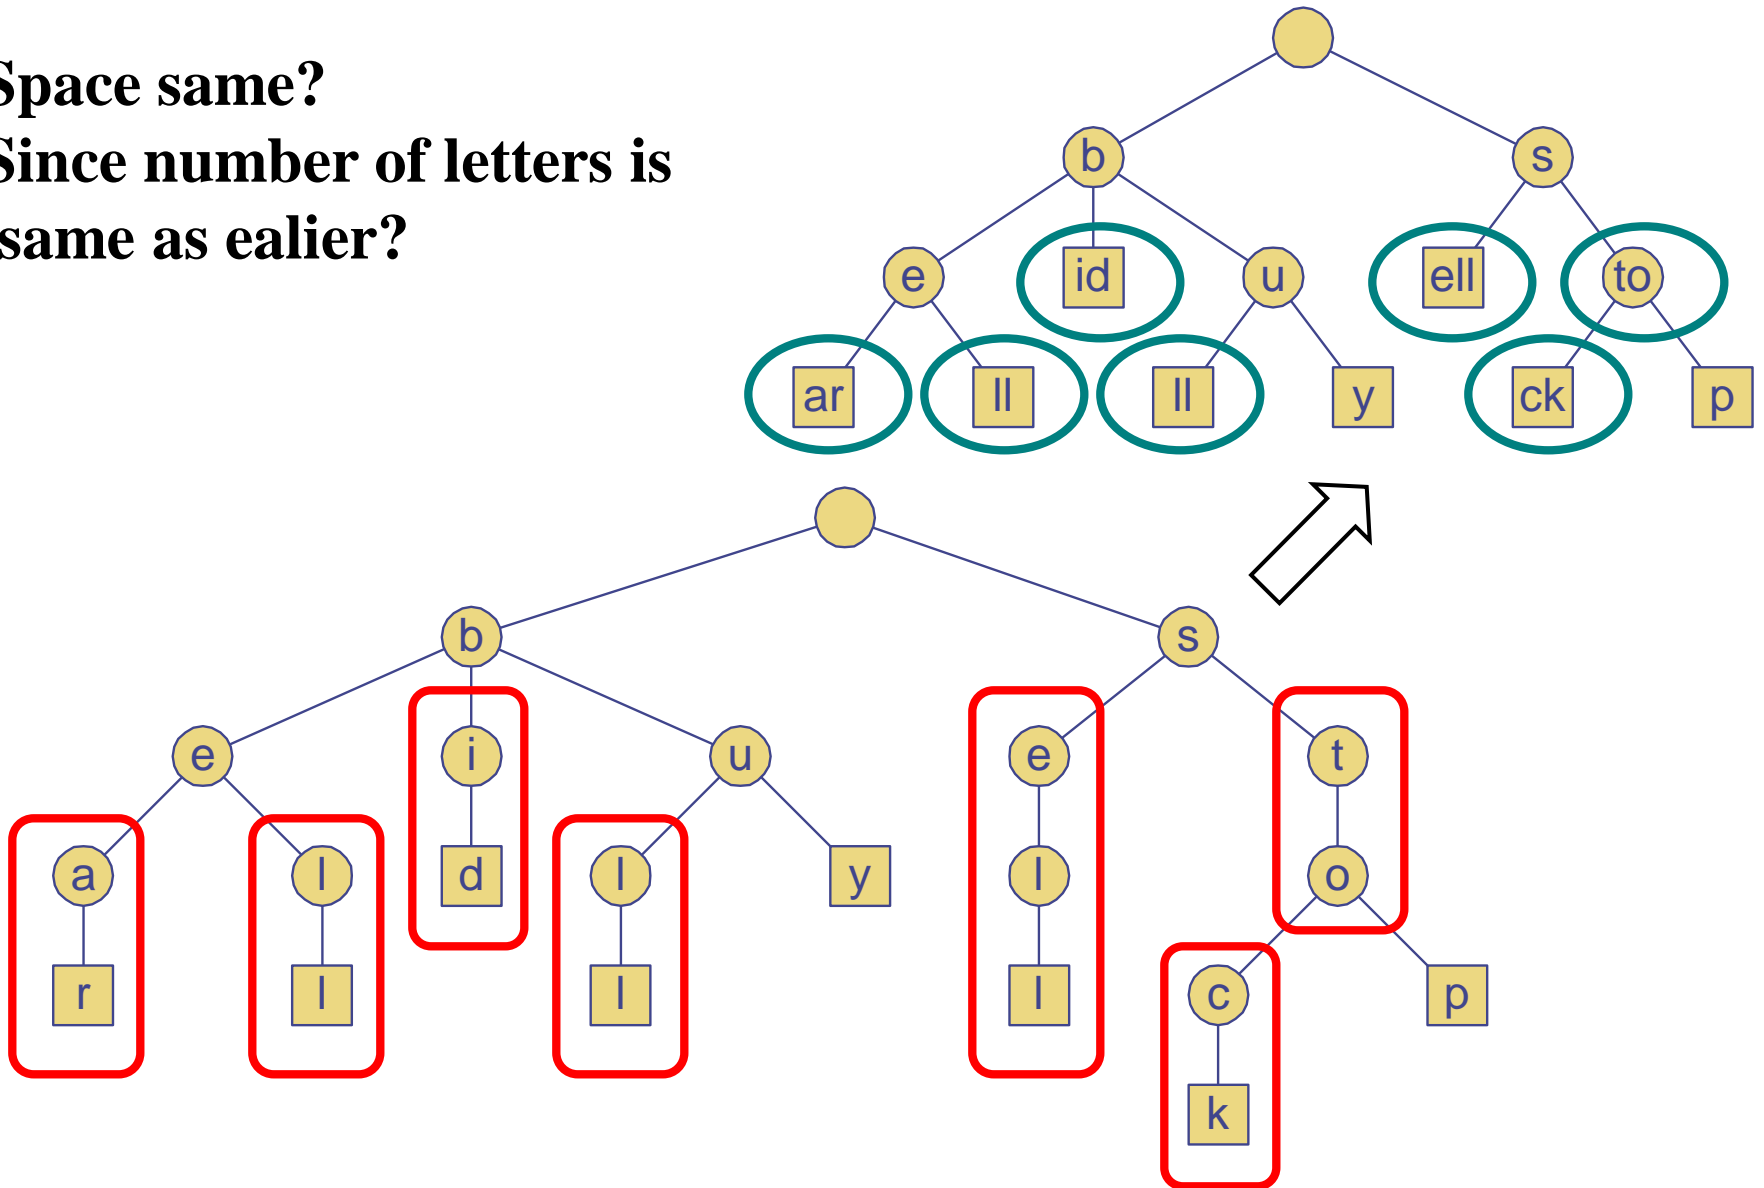 Space same?
Since number of letters is
same as ealier?
b s
e id u ell to
ar ll ll y ck p
b s
e i u e t
a l d l y l o
r l l l c p
k